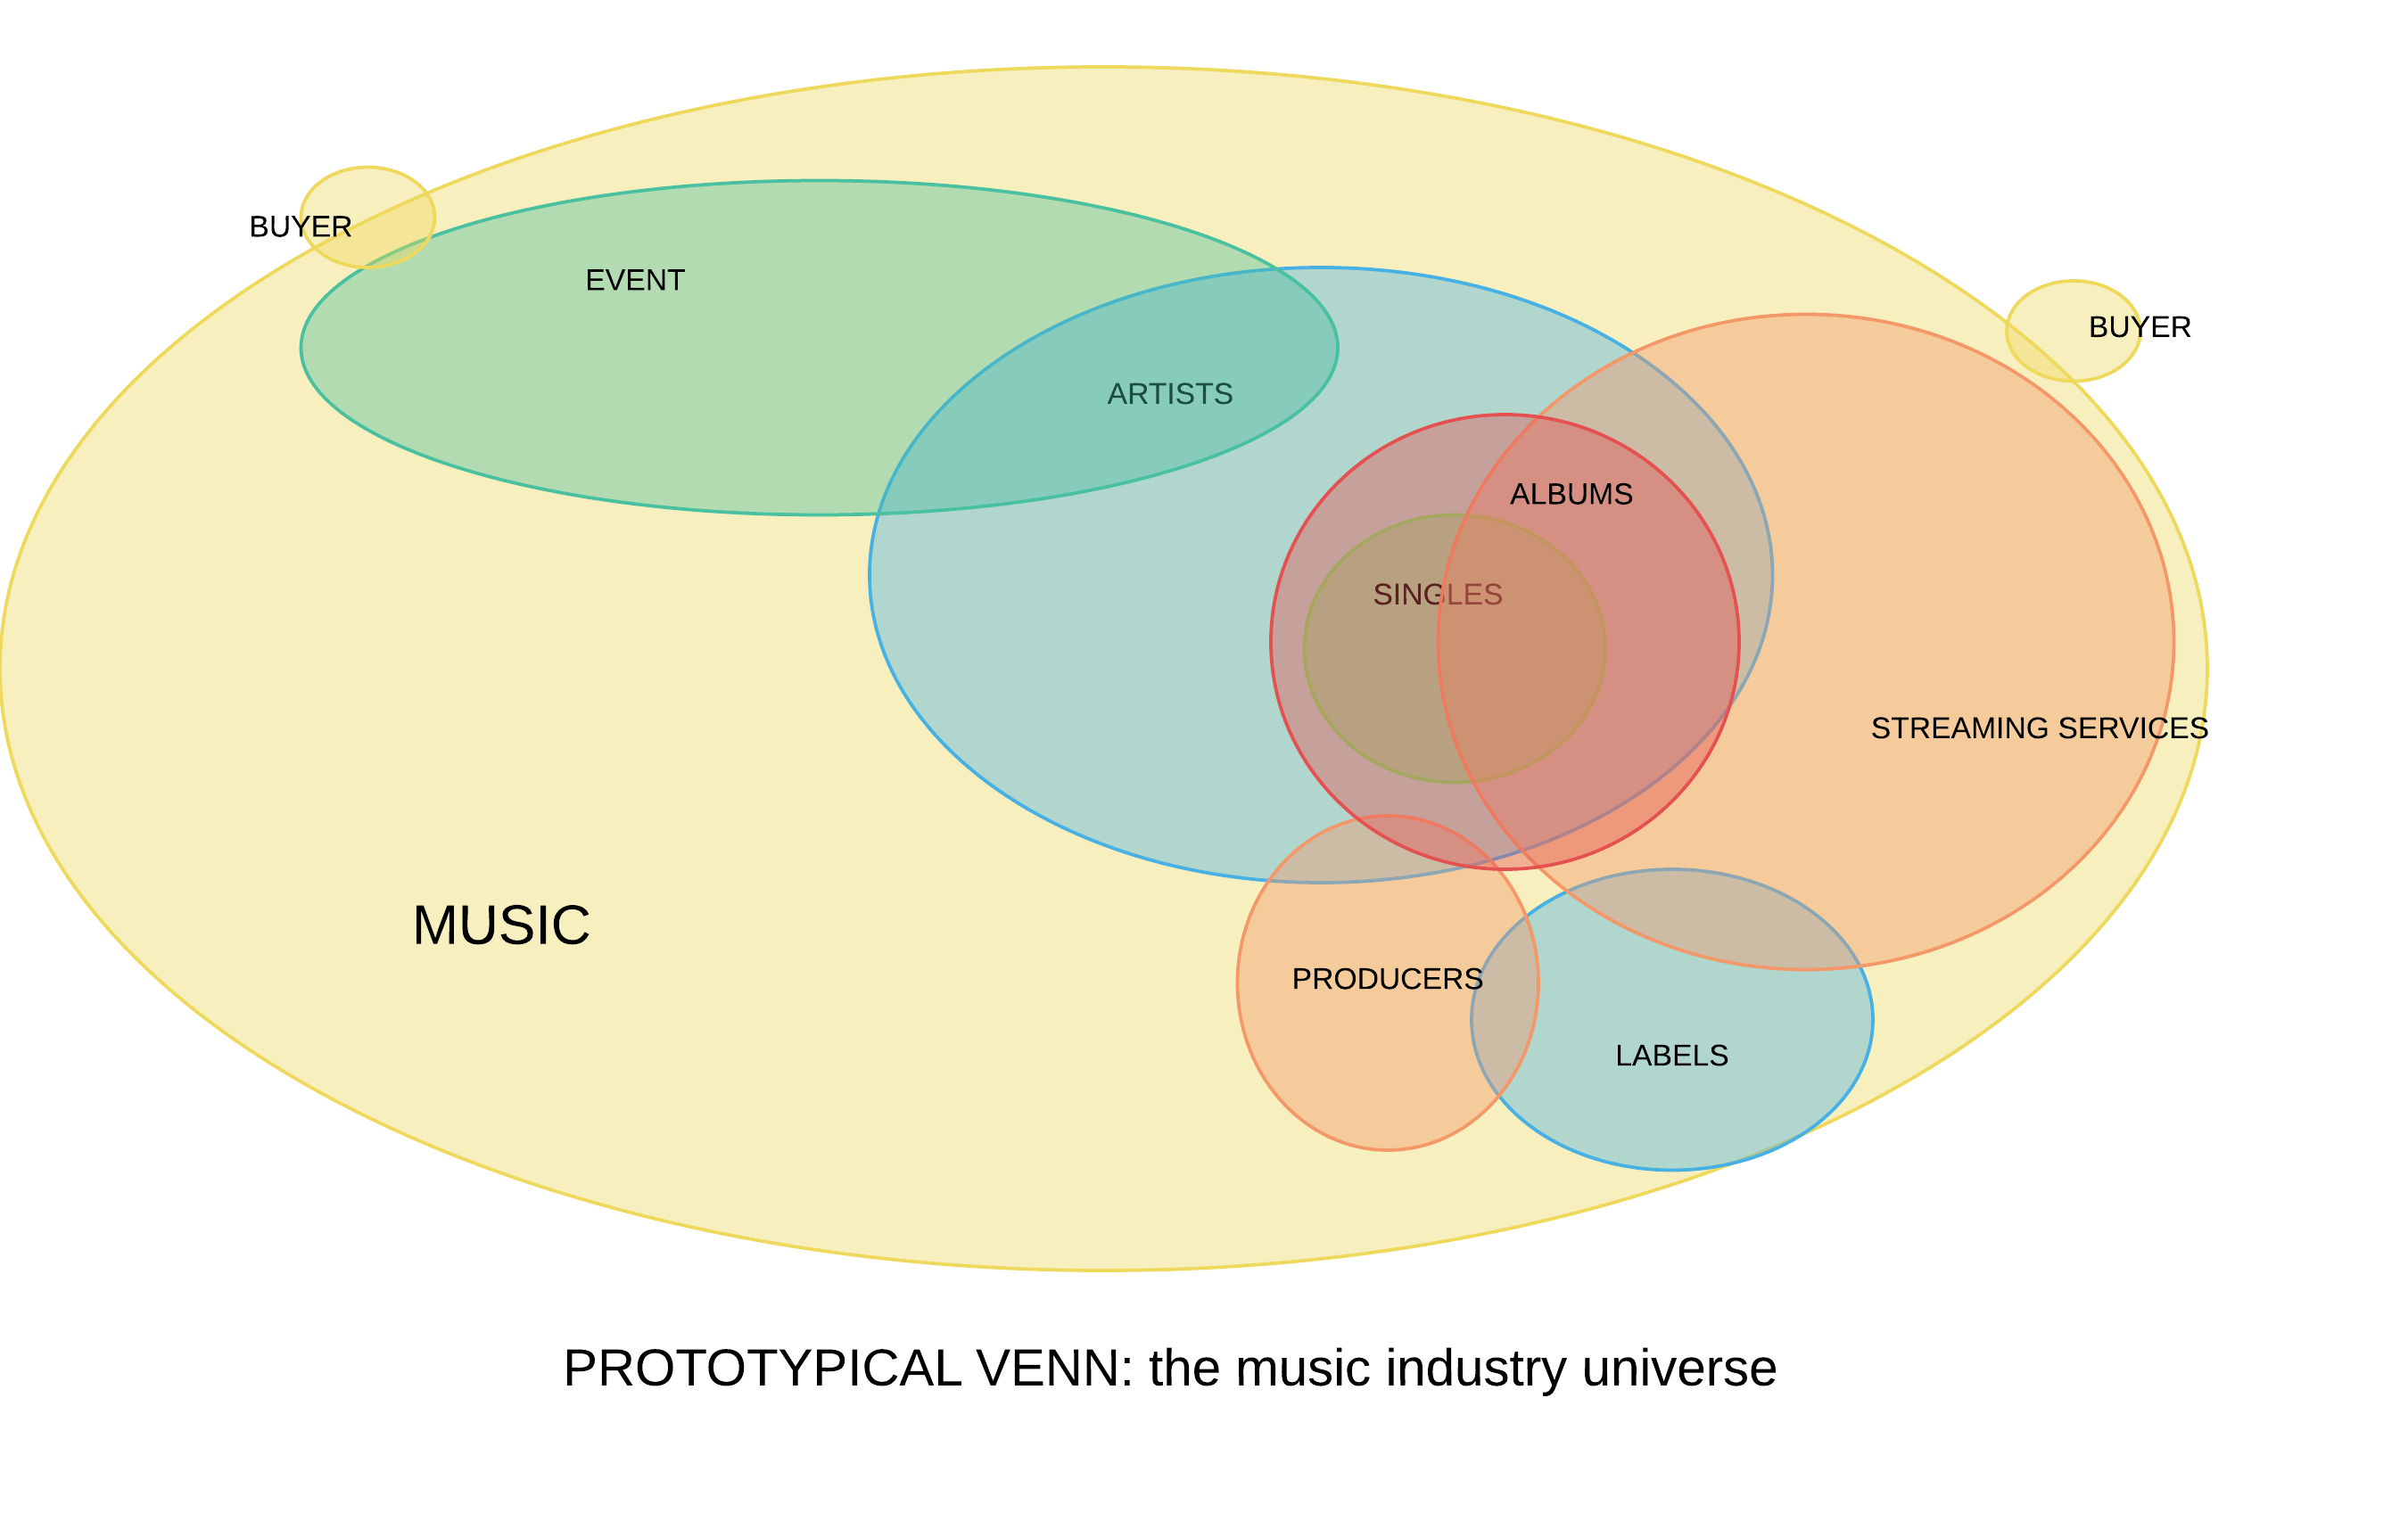 BUYER
EVENT
BUYER
ARTISTS
ALBUMS
SINGLES
STREAMING SERVICES
MUSIC
PRODUCERS
LABELS
PROTOTYPICAL VENN: the music industry universe